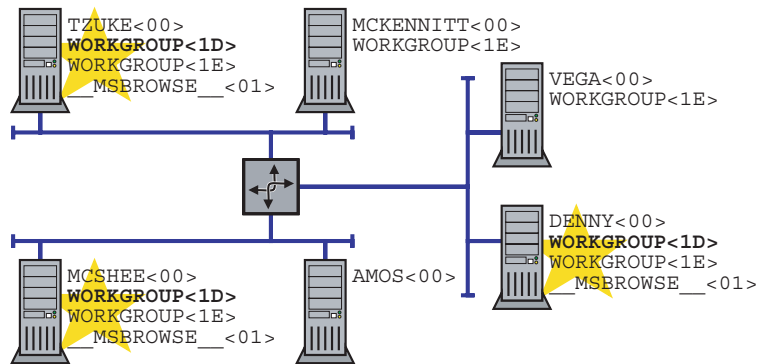 TZUKE<00>
WORKGROUP<1D>
WORKGROUP<1E>
__MSBROWSE__<01>
MCKENNITT<00>
WORKGROUP<1E>
VEGA<00>
WORKGROUP<1E>
DENNY<00>
WORKGROUP<1D>
WORKGROUP<1E>
__MSBROWSE__<01>
MCSHEE<00>
WORKGROUP<1D>
WORKGROUP<1E>
__MSBROWSE__<01>
AMOS<00>